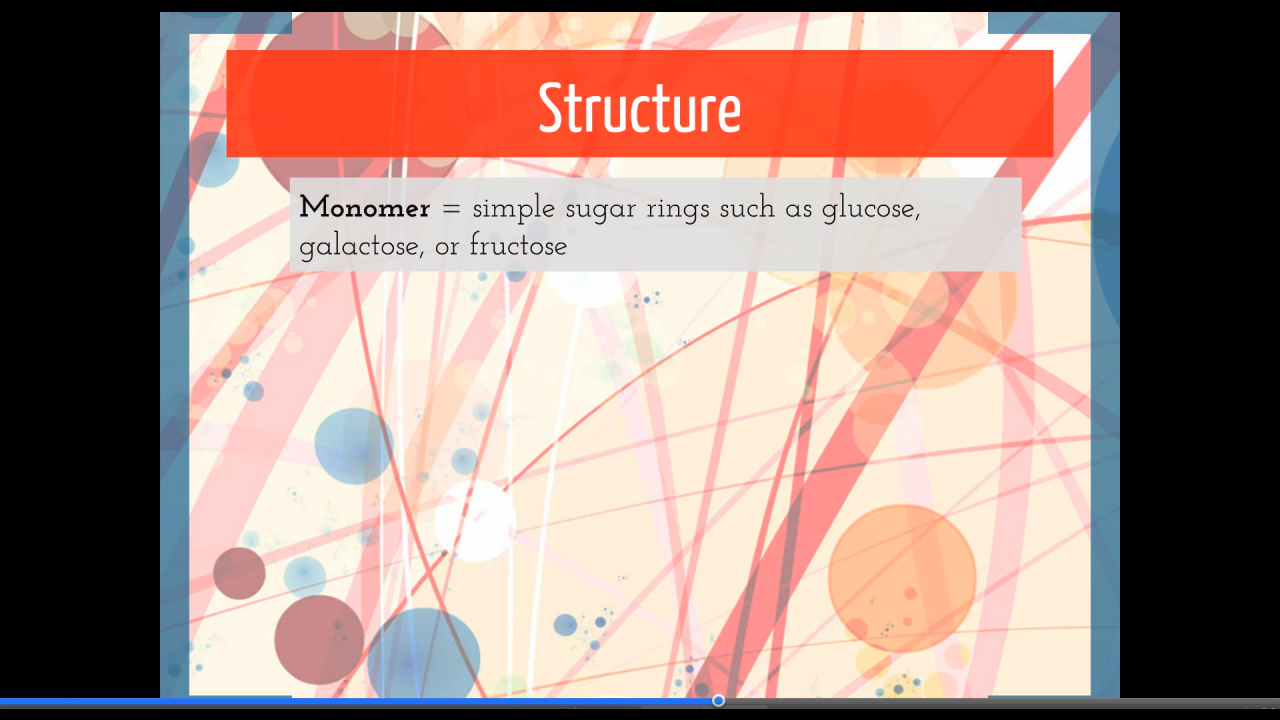 Structure
Monomer = simple sugar rings such as glucose,
galactose, or fructose